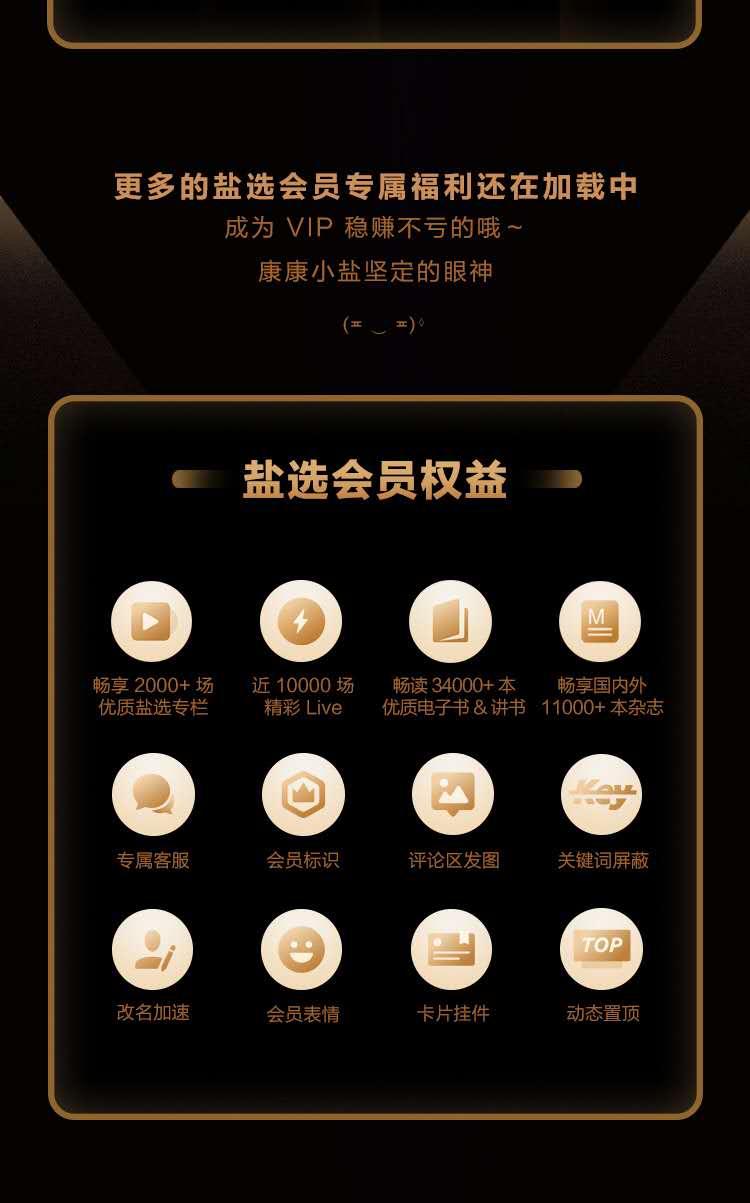 更多的盐选会员专属福利还在加载中
成为 VIP 稳赚不亏的哦~
康康小盐坚定的眼神
盐选会员权益
M
畅享 2000+ 场
优质盐选专栏
近 10000 场
精彩 Live
畅读 34000+ 本
优质电子书 & 讲书
畅享国内外
11000+ 本杂志
Key
专属客服
会员标识
评论区发图
关键词屏蔽
TOP
改名加速
会员表情
卡片挂件
动态置顶